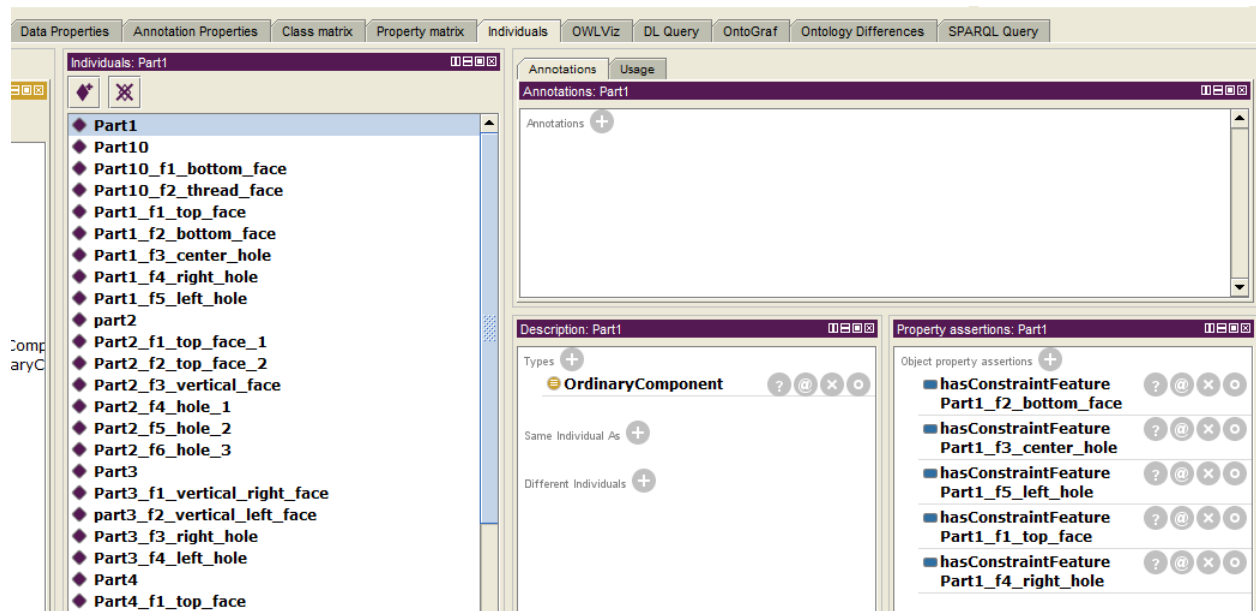 Data Properties Annotation Properties Class matrix Property matrix Individuals OWLViz DL Query OntoGraf Ontology Differences SPARQL Query
Individuals: Part1
Part1
Part10
Part10_f1_bottom_face
Part10_f2_thread_face
Part1_f1_top_face
Part1_f2_bottom_face
Part1_f3_center_hole
Part1_f4_right_hole
Part1_f5_left_hole
part2
Part2_f1_top_face_1
Part2_f2_top_face_2
Part2_f3_vertical_face
Part2_f4_hole_1
Part2_f5_hole_2
Part2_f6_hole_3
Part3
Part3_f1_vertical_right_face
part3_f2_vertical_left_face
Part3_f3_right_hole
Part3_f4_left_hole
Part4
Part4_f1_top_face
Comp
aryC
Annotations Usage
Annotations: Part1
Annotations
Description: Part1
Types
OrdinaryComponent
Same Individual As
Different Individuals
Property assertions: Part1
Object property assertions
hasConstraintFeature
Part1_f2_bottom_face
hasConstraintFeature
Part1_f3_center_hole
hasConstraintFeature
Part1_f5_left_hole
hasConstraintFeature
Part1_f1_top_face
hasConstraintFeature
Part1_f4_right_hole